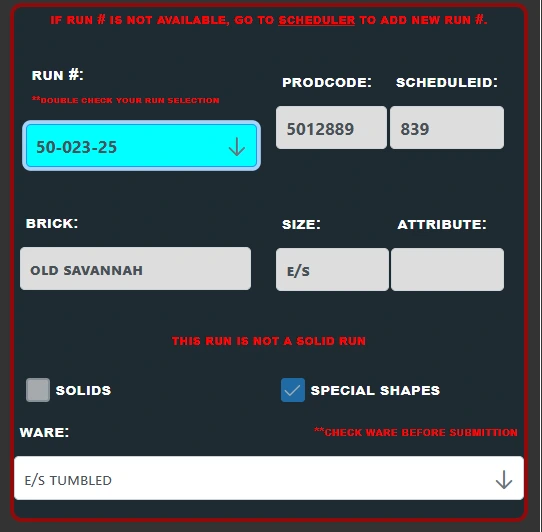 IF RUN # IS NOT AVAILABLE, GO TO SCHEDULER TO ADD NEW RUN #.
RUN #:
**DOUBLE CHECK YOUR RUN SELECTION
50-023-25
PRODCODE:
5012889
SCHEDULEID:
839
BRICK:
OLD SAVANNAH
SIZE:
E/S
ATTRIBUTE:
THIS RUN IS NOT A SOLID RUN
SOLIDS
SPECIAL SHAPES
WARE:
**CHECK WARE BEFORE SUBMITTION
E/S TUMBLED